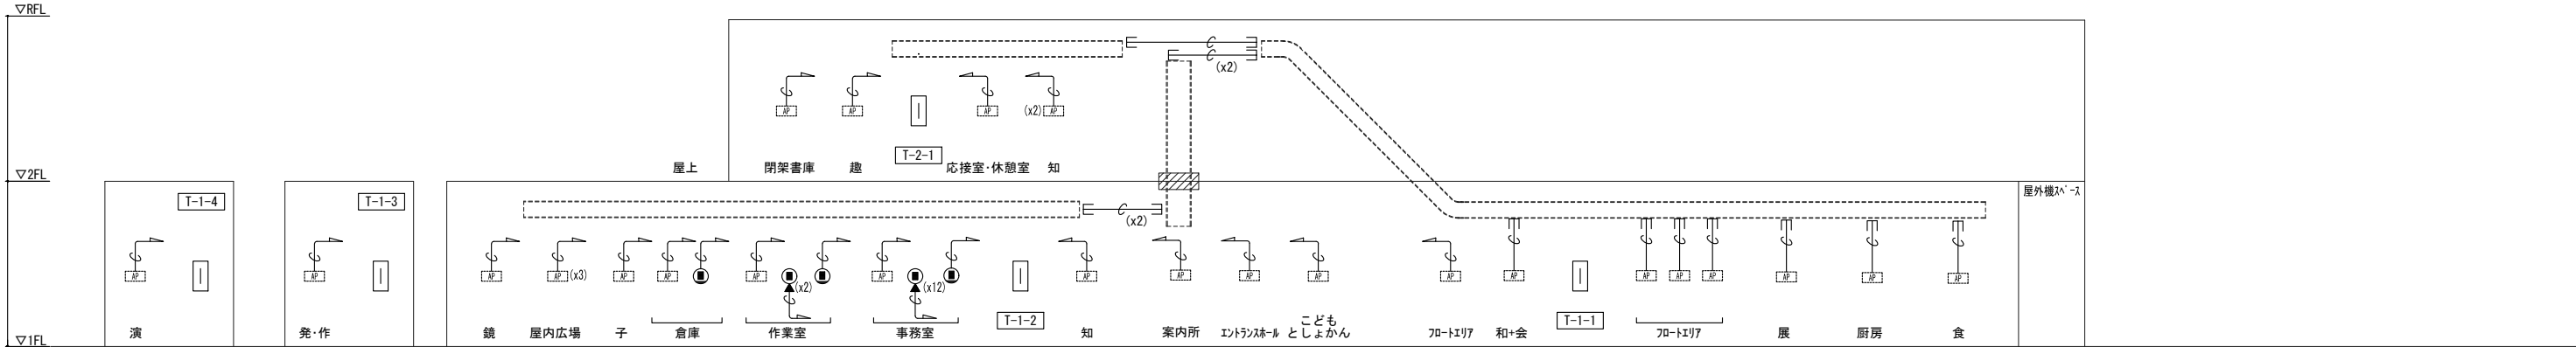 ▽RFL
(x2)
AP
AP
AP
(x2)
AP
T-2-1
屋上
閉架書庫
趣
応接室・休憩室
知
▽2FL
T-1-4
T-1-3
屋外機ｽﾍﾟｰｽ
(x2)
AP
AP
AP
AP
(x3)
AP
AP
AP
(x2)
AP
(x12)
AP
AP
AP
AP
AP
AP
AP
AP
AP
AP
AP
AP
T-1-2
T-1-1
演
発・作
鏡
屋内広場
子
倉庫
作業室
事務室
知
案内所
ｴﾝﾄﾗﾝｽﾎｰﾙ
こども
としょかん
ﾌﾛｰﾄｴﾘｱ
和+会
ﾌﾛｰﾄｴﾘｱ
展
厨房
食
▽1FL